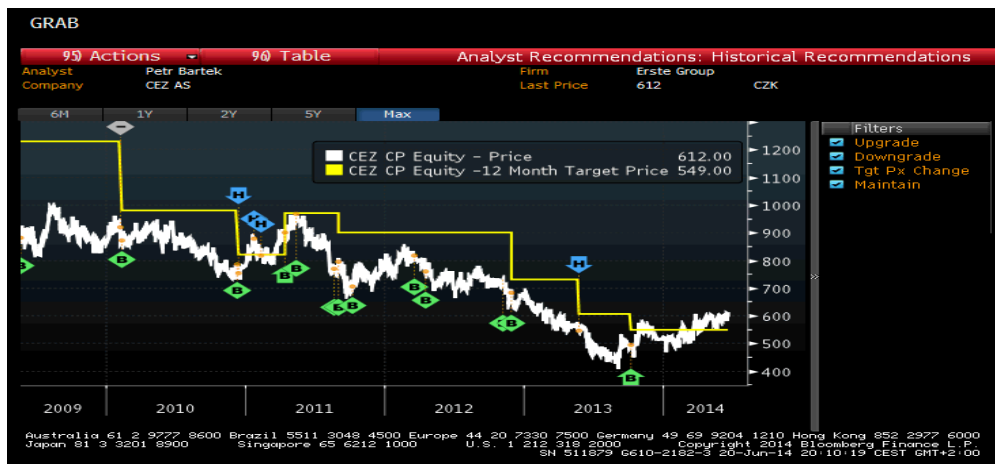 GRAB
95) Actions 96) Table Analyst Recommendations: Historical Recommendations
Analyst Petr Bartek Firm Erste Group
Company CEZ AS Last Price 612 CZK
6M 1Y 2Y 5Y Max
Filters
Upgrade
Downgrade
Tgt Px Change
Maintain
CEZ CP Equity - Price 612.00
CEZ CP Equity -12 Month Target Price 549.00
1200
1100
1000
900
800
700
600
500
400
H
H H
H
B B B B B B B B B B B
2009 2010 2011 2012 2013 2014
Australia 61 2 9777 8600 Brazil 5511 3048 4500 Europe 44 20 7330 7500 Germany 49 69 9204 1210 Hong Kong 852 2977 6000
Japan 81 3 3201 8900 Singapore 65 6212 1000 U.S. 1 212 318 2000 Copyright 2014 Bloomberg Finance L.P.
SN 511879 G610-2182-3 20-Jun-14 20:10:19 CEST GMT+2:00